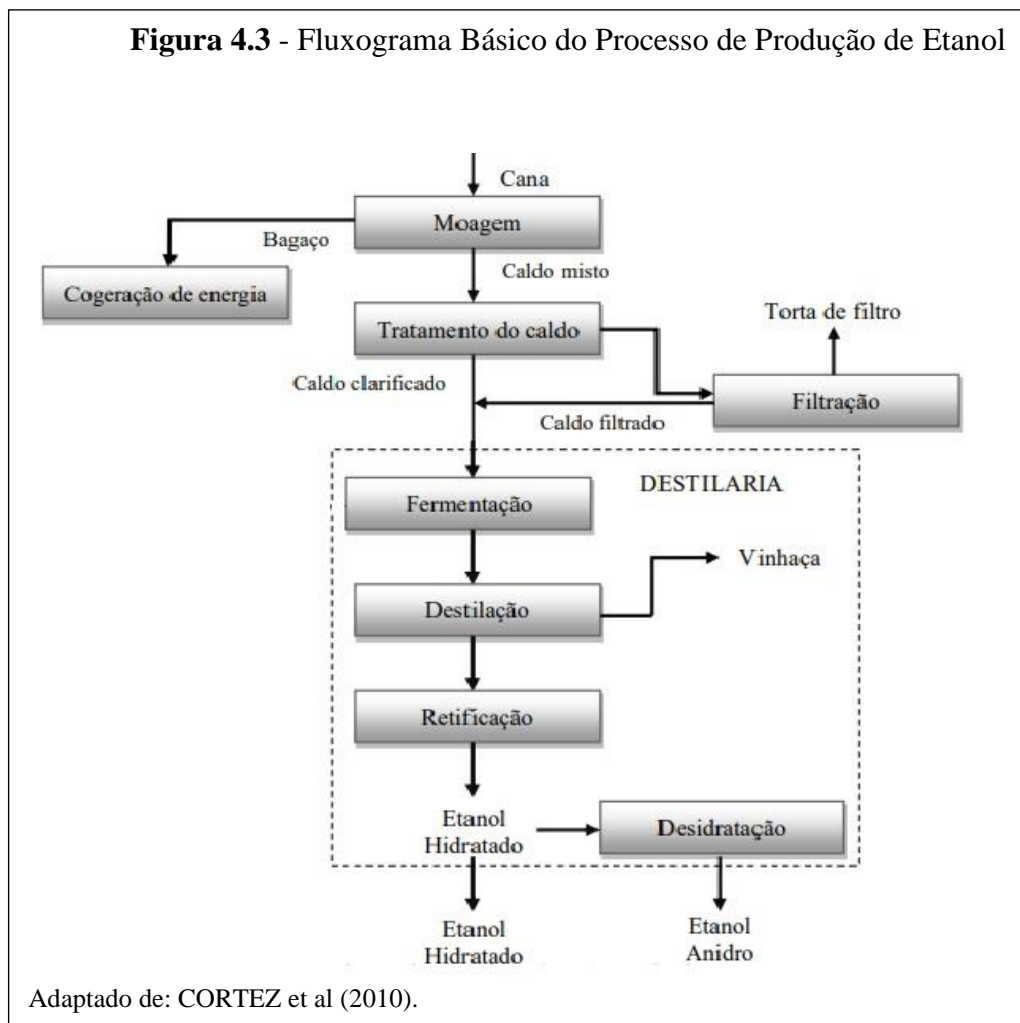 Figura 4.3 - Fluxograma Básico do Processo de Produção de Etanol
Cana
Moagem
Bagaço
Caldo misto
Cogeração de energia
Torta de filtro
Tratamento do caldo
Caldo clarificado
Filtração
Caldo filtrado
DESTILARIA
Fermentação
Vinhaça
Destilação
Retificação
Etanol
Hidratado
Desidratação
Etanol
Hidratado
Etanol
Anidro
Adaptado de: CORTEZ et al (2010).